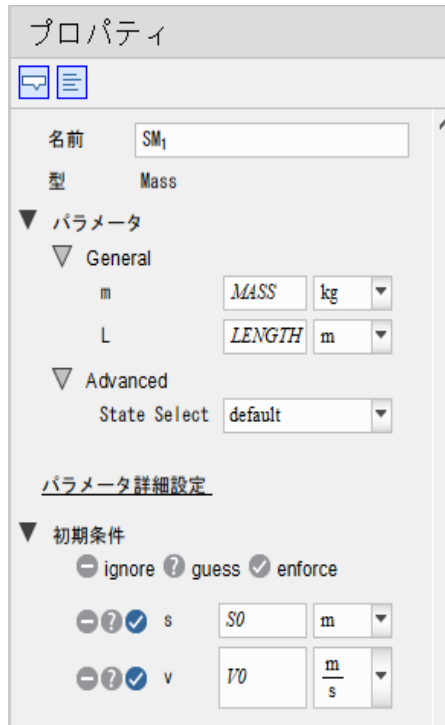 プロパティ
名前 SM₁
型 Mass
パラメータ
General
m MASS kg
L LENGTH m
Advanced
State Select default
パラメータ詳細設定
初期条件
ignore ? guess enforce
? s S0 m
? v V0 m/s